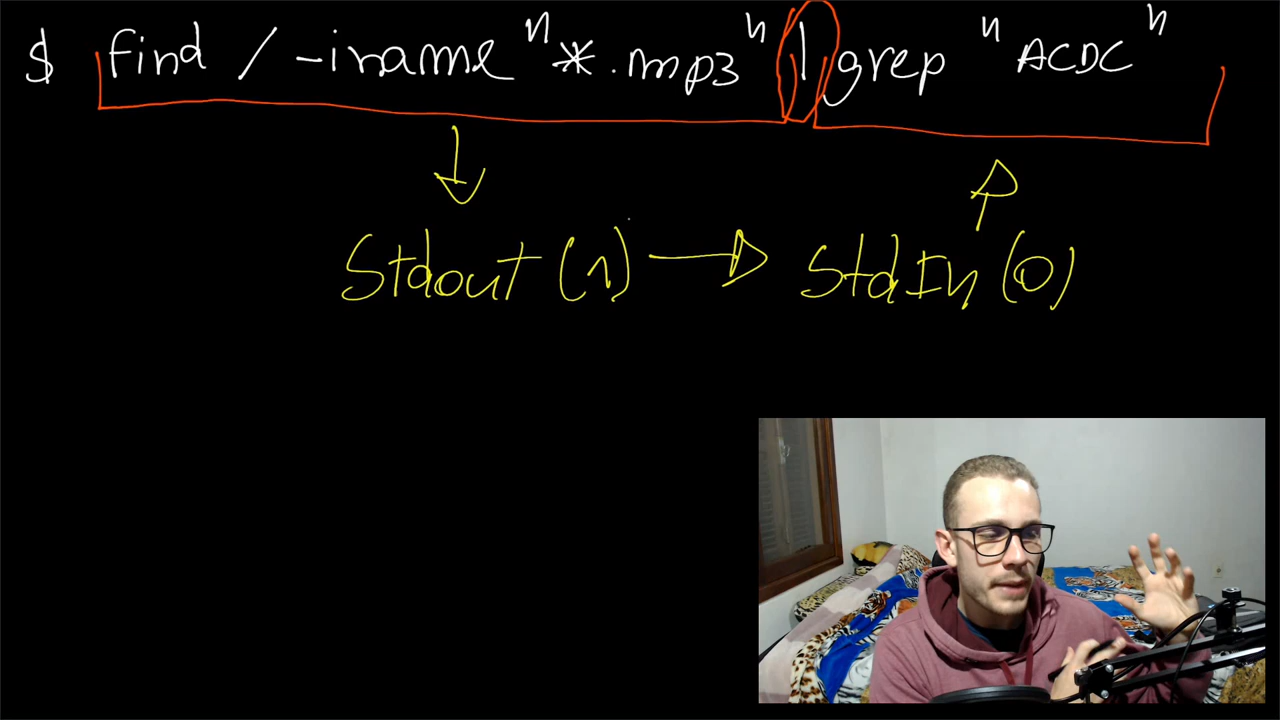 $ find / -iname "*.mp3" | grep "ACDC"
Stdout (1) → StdIn (0)